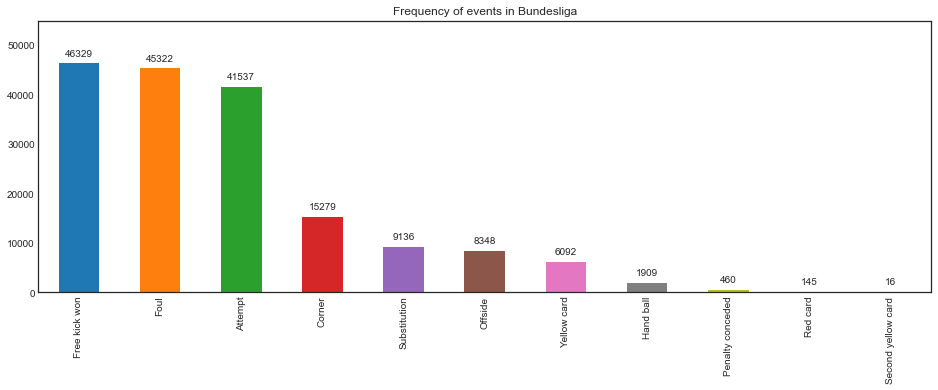 Frequency of events in Bundesliga
50000
40000
30000
20000
10000
0
46329
45322
41537
15279
9136
8348
6092
1909
460
145
16
Free kick won
Foul
Attempt
Corner
Substitution
Offside
Yellow card
Hand ball
Penalty conceded
Red card
Second yellow card